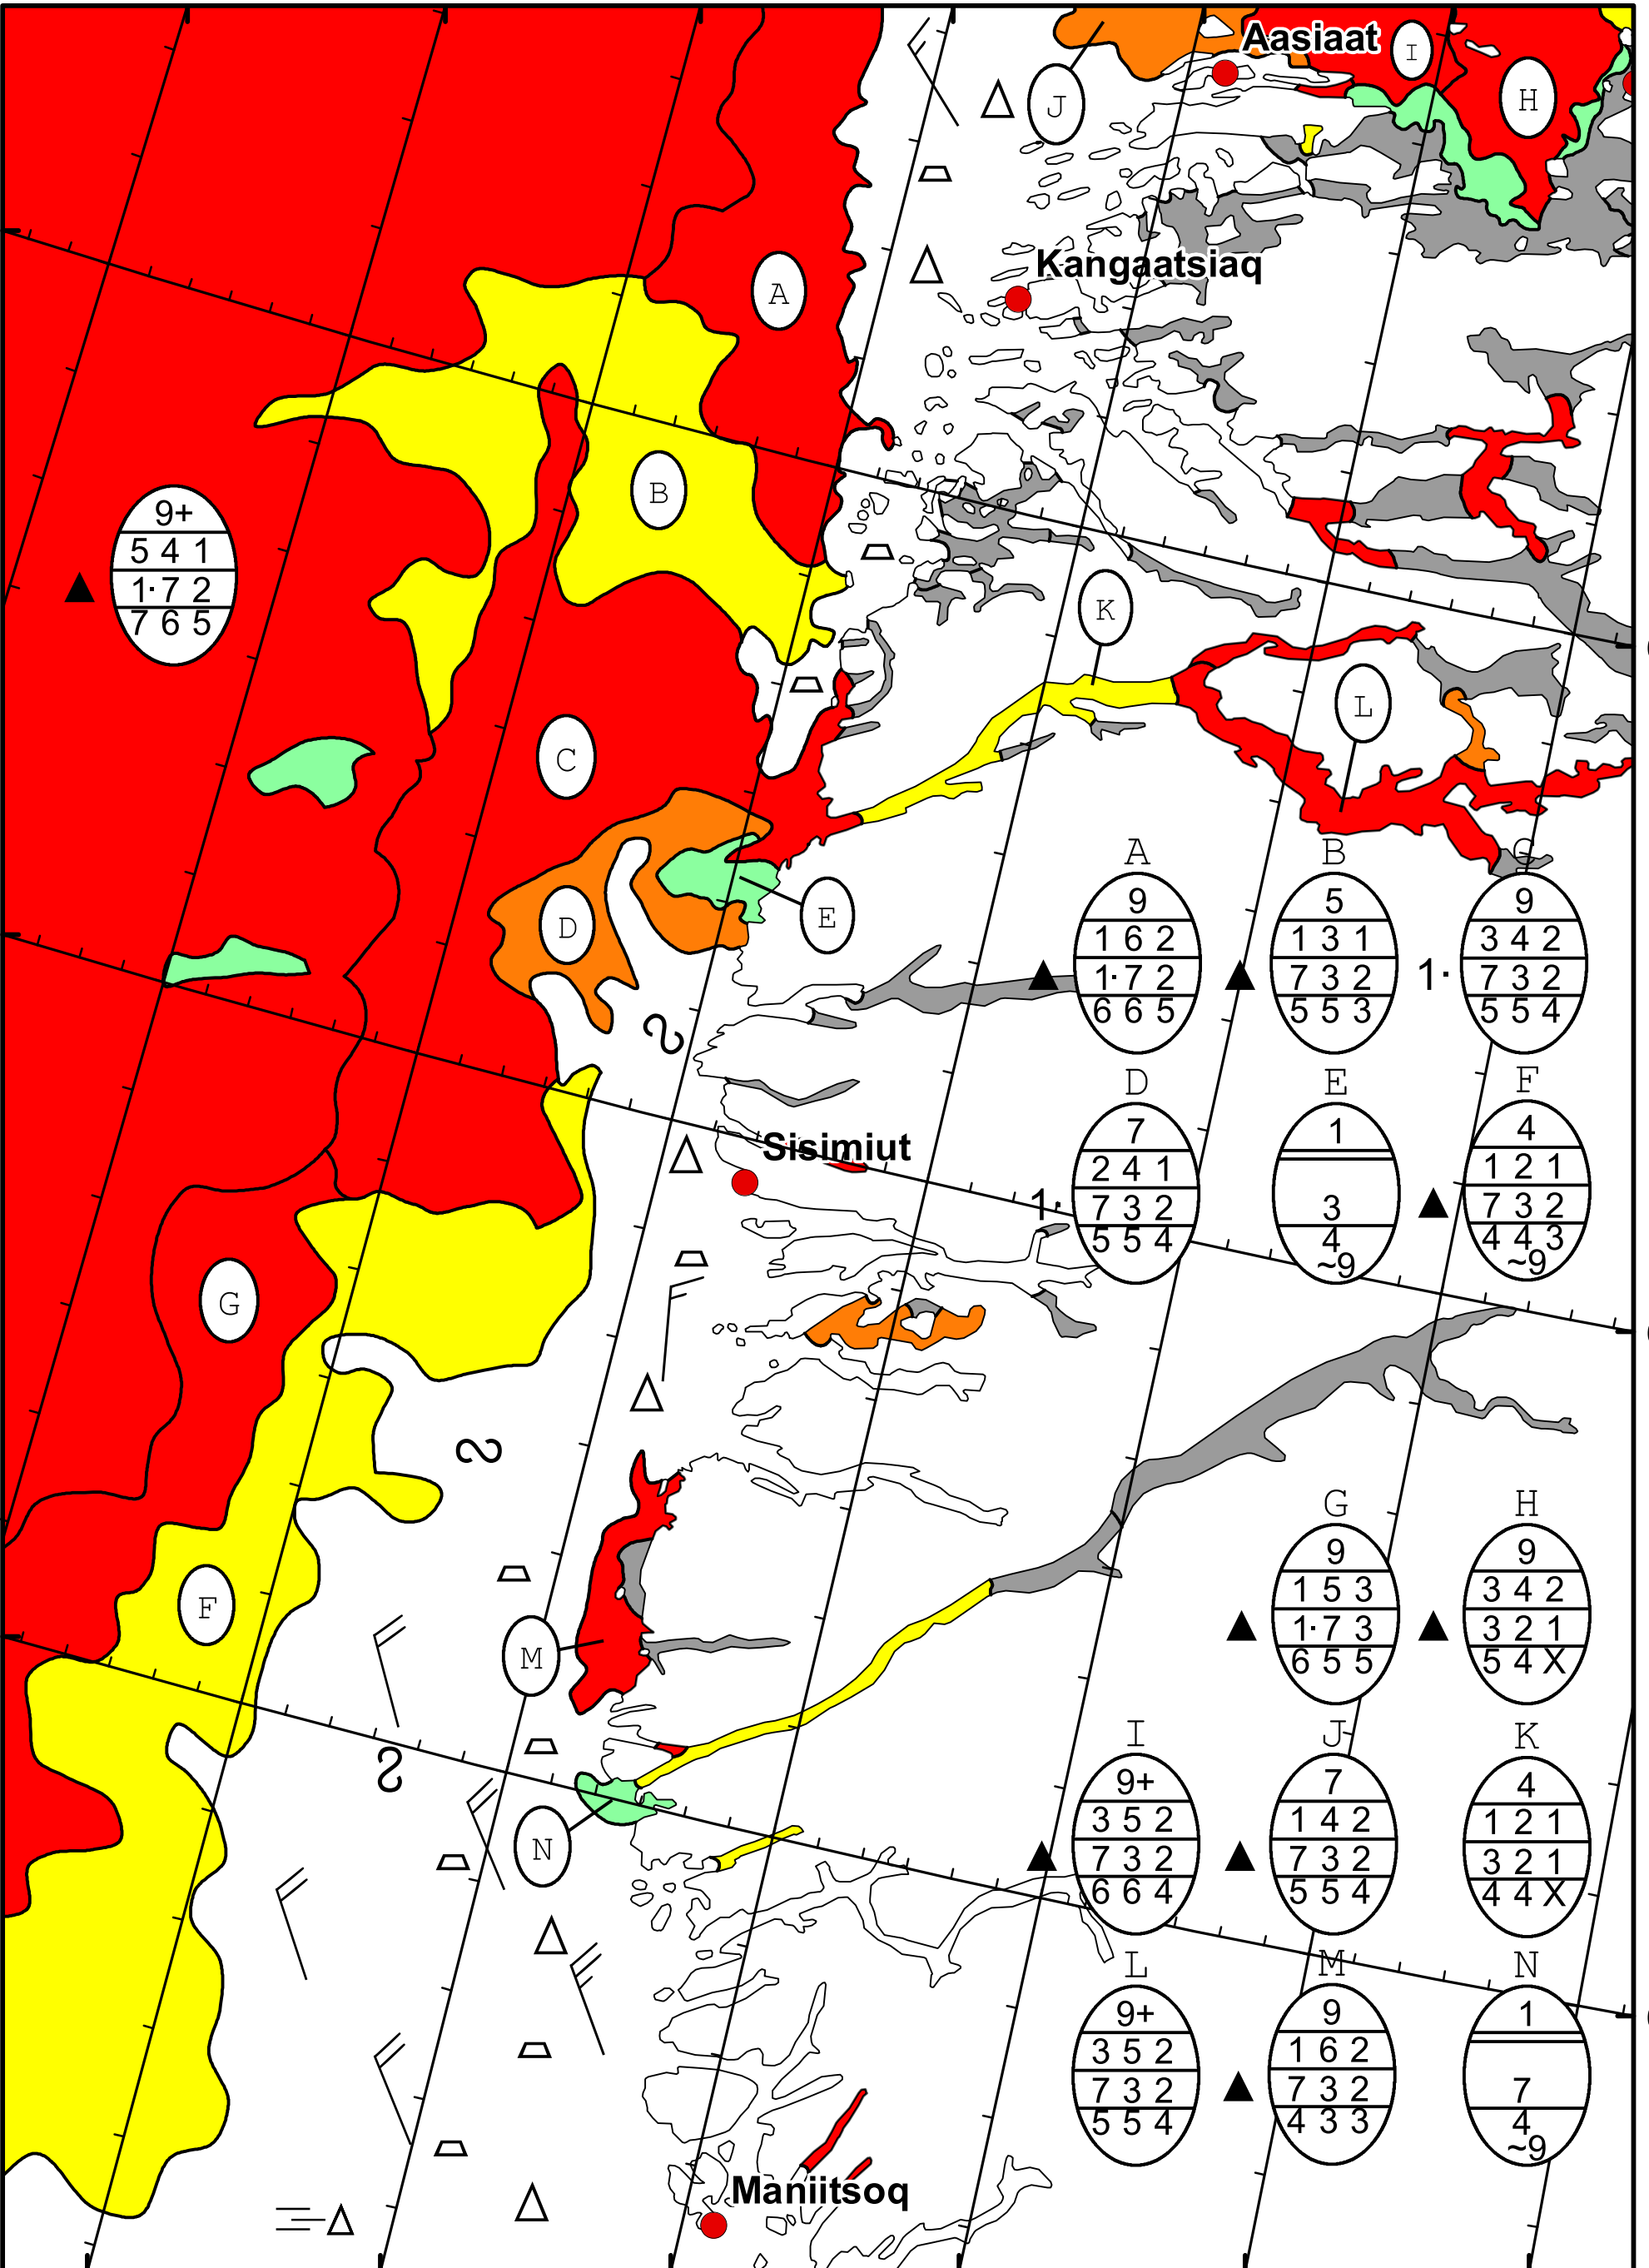 Aasiaat
I
H
J
Kangaatsiaq
A
B
9+
5 4 1
1· 7 2
7 6 5
K
L
C
D
E
A
9
1 6 2
1· 7 2
6 6 5
B
5
1 3 1
7 3 2
5 5 3
C
9
3 4 2
1· 7 3 2
5 5 4
Sisimiut
D
7
2 4 1
1· 7 3 2
5 5 4
E
1
3
4
~9
F
4
1 2 1
7 3 2
4 4 3
~9
G
F
M
N
G
9
1 5 3
1· 7 3
6 5 5
H
9
3 4 2
3 2 1
5 4 X
I
9+
3 5 2
7 3 2
6 6 4
J
7
1 4 2
7 3 2
5 5 4
K
4
1 2 1
3 2 1
4 4 X
L
9+
3 5 2
7 3 2
5 5 4
M
9
1 6 2
7 3 2
4 3 3
N
1
7
4
~9
Maniitsoq